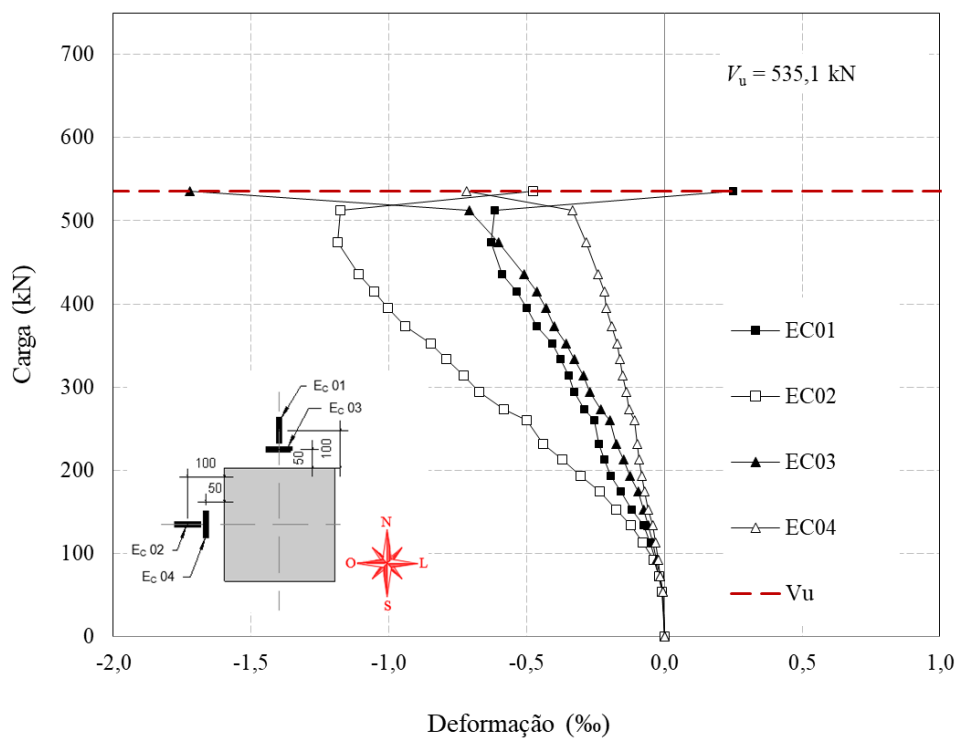 700
600
500
400
300
200
100
0
Carga (kN)
Vu = 535,1 kN
EC01
EC02
EC03
EC04
Vu
Ec 01
Ec 03
100
50
50
100
Ec 02
Ec 04
N
O
L
S
-2,0
-1,5
-1,0
-0,5
0,0
0,5
1,0
Deformação (‰)